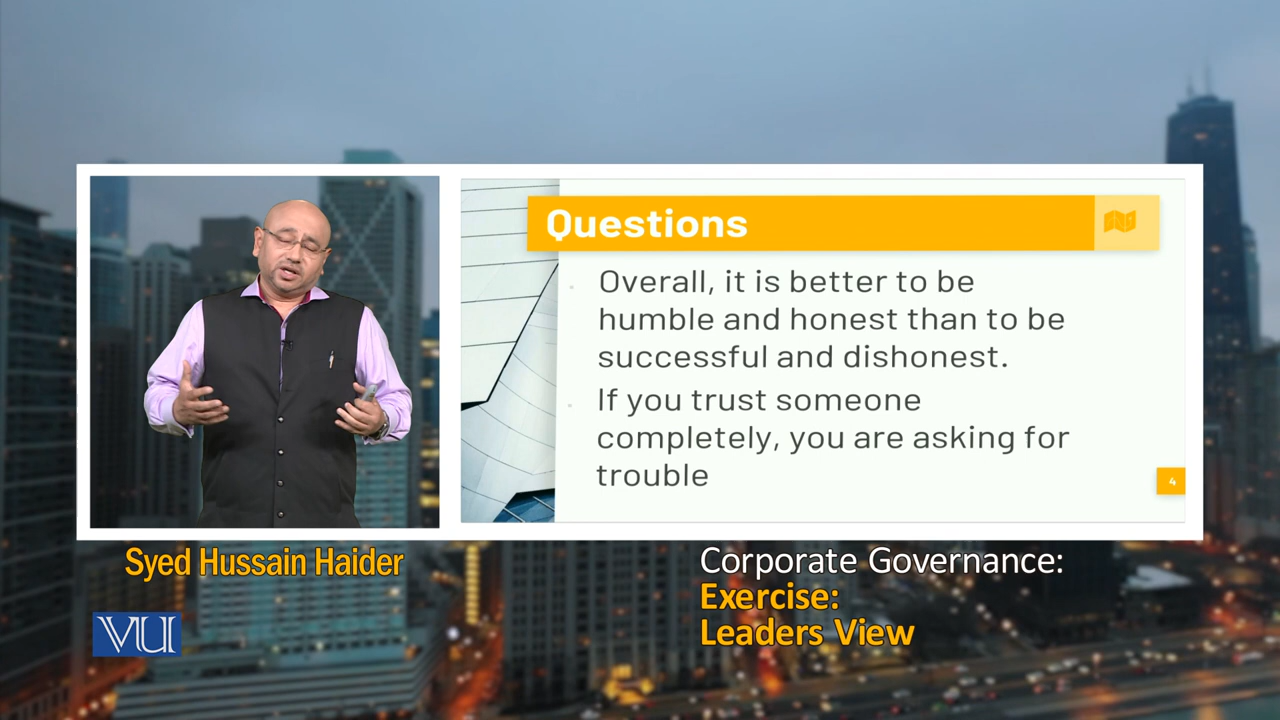 Questions
Overall, it is better to be
humble and honest than to be
successful and dishonest.
If you trust someone
completely, you are asking for
trouble
4
Syed Hussain Haider
VU
Corporate Governance:
Exercise:
Leaders View